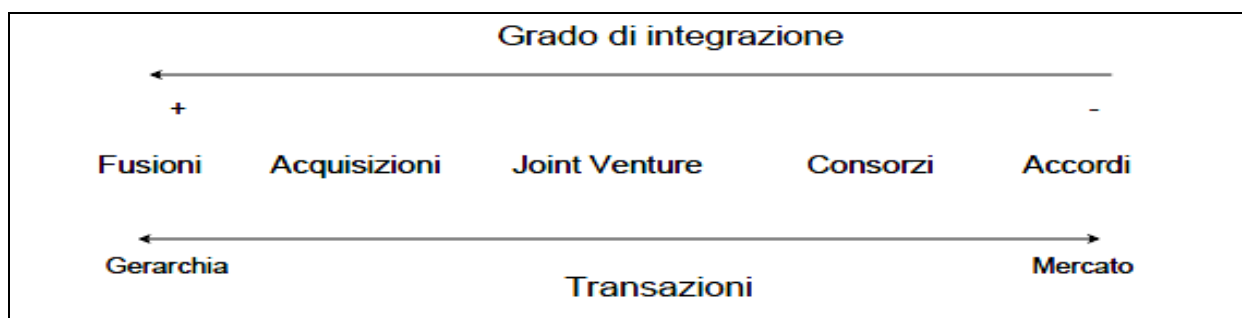 Grado di integrazione
+ -
Fusioni Acquisizioni Joint Venture Consorzi Accordi
Gerarchia Mercato
Transazioni